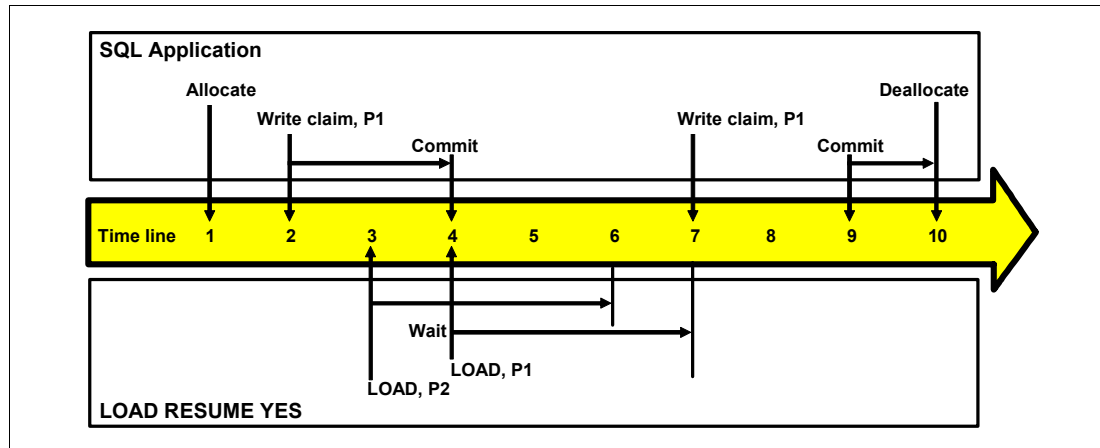 SQL Application
Allocate
Deallocate
Write claim, P1
Write claim, P1
Commit
Commit
Time line 1 2 3 4 5 6 7 8 9 10
Wait
LOAD, P1
LOAD, P2
LOAD RESUME YES